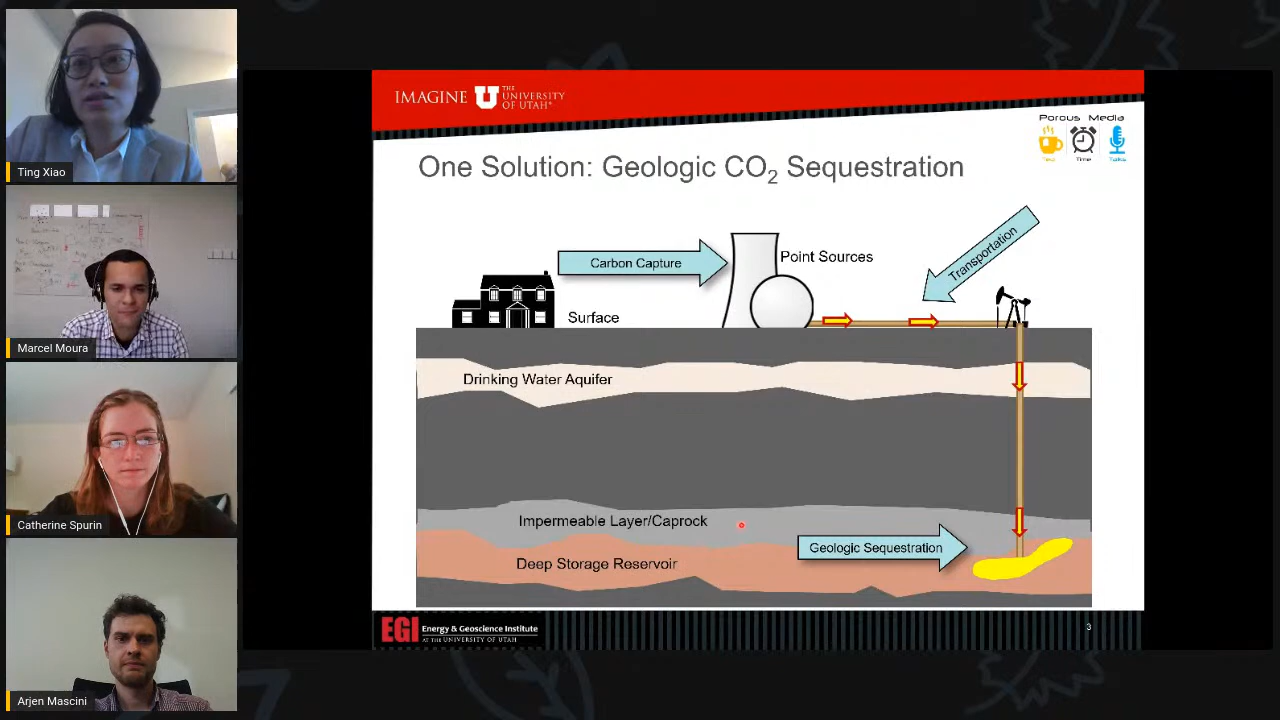 Ting Xiao
Marcel Moura
Catherine Spurin
Arjen Mascini
IMAGINE U THE UNIVERSITY OF UTAH
Porous Media
Tea Time Talks
One Solution: Geologic CO2 Sequestration
Carbon Capture
Point Sources
Transportation
Surface
Drinking Water Aquifer
Impermeable Layer/Caprock
Geologic Sequestration
Deep Storage Reservoir
EGI Energy & Geoscience Institute
AT THE UNIVERSITY OF UTAH
3